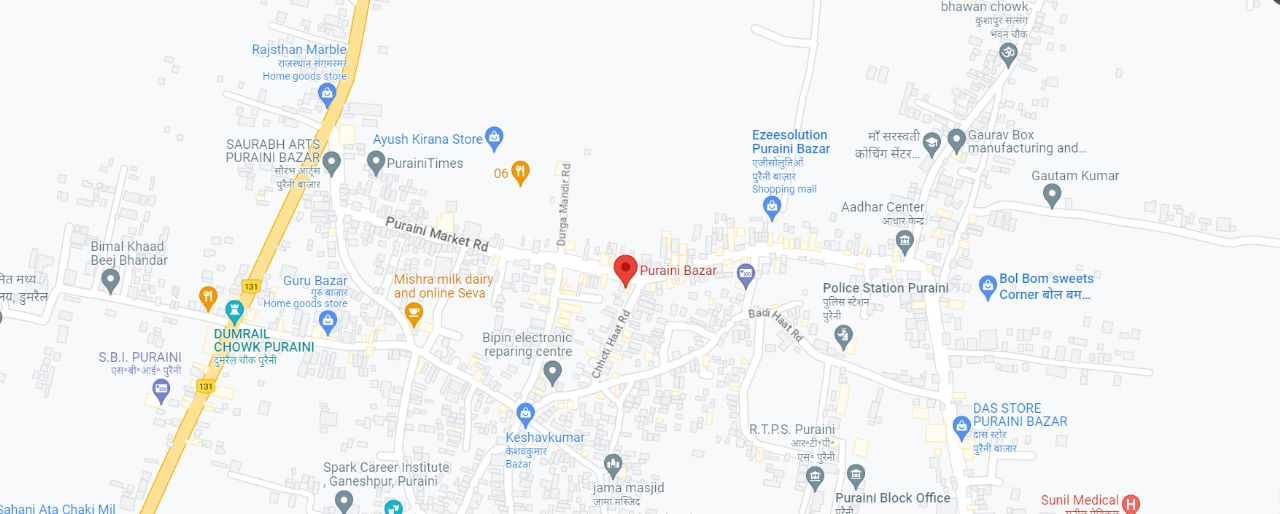 bhawan chowk
कुशापुर सत्संग
भवन चौक
Rajsthan Marble
राजस्थान संगमरमर
Home goods store
Ayush Kirana Store
Ezeesolution
Puraini Bazar
एजीसोलुतिओं
पुरैनी बाज़ार
Shopping mall
माँ सरस्वती
कोचिंग सेंटर...
Gaurav Box
manufacturing and...
SAURABH ARTS
PURAINI BAZAR
सौरभ आर्ट्स
पुरैनी बाजार
PurainiTimes
06
Durga Mandir Rd
Gautam Kumar
Aadhar Center
आधार केन्द्र
Puraini Market Rd
Bimal Khaad
Beej Bhandar
मध्य
डुमरैल
131
Guru Bazar
गुरु बाजार
Home goods store
Mishra milk dairy
and online Seva
Puraini Bazar
Police Station Puraini
पुलिस स्टेशन
पुरैनी
Bol Bom sweets
Corner बोल बम...
DUMRAIL
CHOWK PURAINI
डुमरैल चौक पुरैनी
Chhoti Haat Rd
Badi Haat Rd
Bipin electronic
reparing centre
S.B.I. PURAINI
एस॰बी॰आई॰ पुरैनी
131
Keshavkumar
केशवकुमार
Bazar
DAS STORE
PURAINI BAZAR
दास स्टोर
पुरैनी बाजार
R.T.P.S. Puraini
आर॰टी॰पी॰
एस॰ पुरैनी
Spark Career Institute
, Ganeshpur, Puraini
jama masjid
जामा मस्जिद
Puraini Block Office
पुरैनी
Sahani Ata Chaki Mil
Sunil Medical